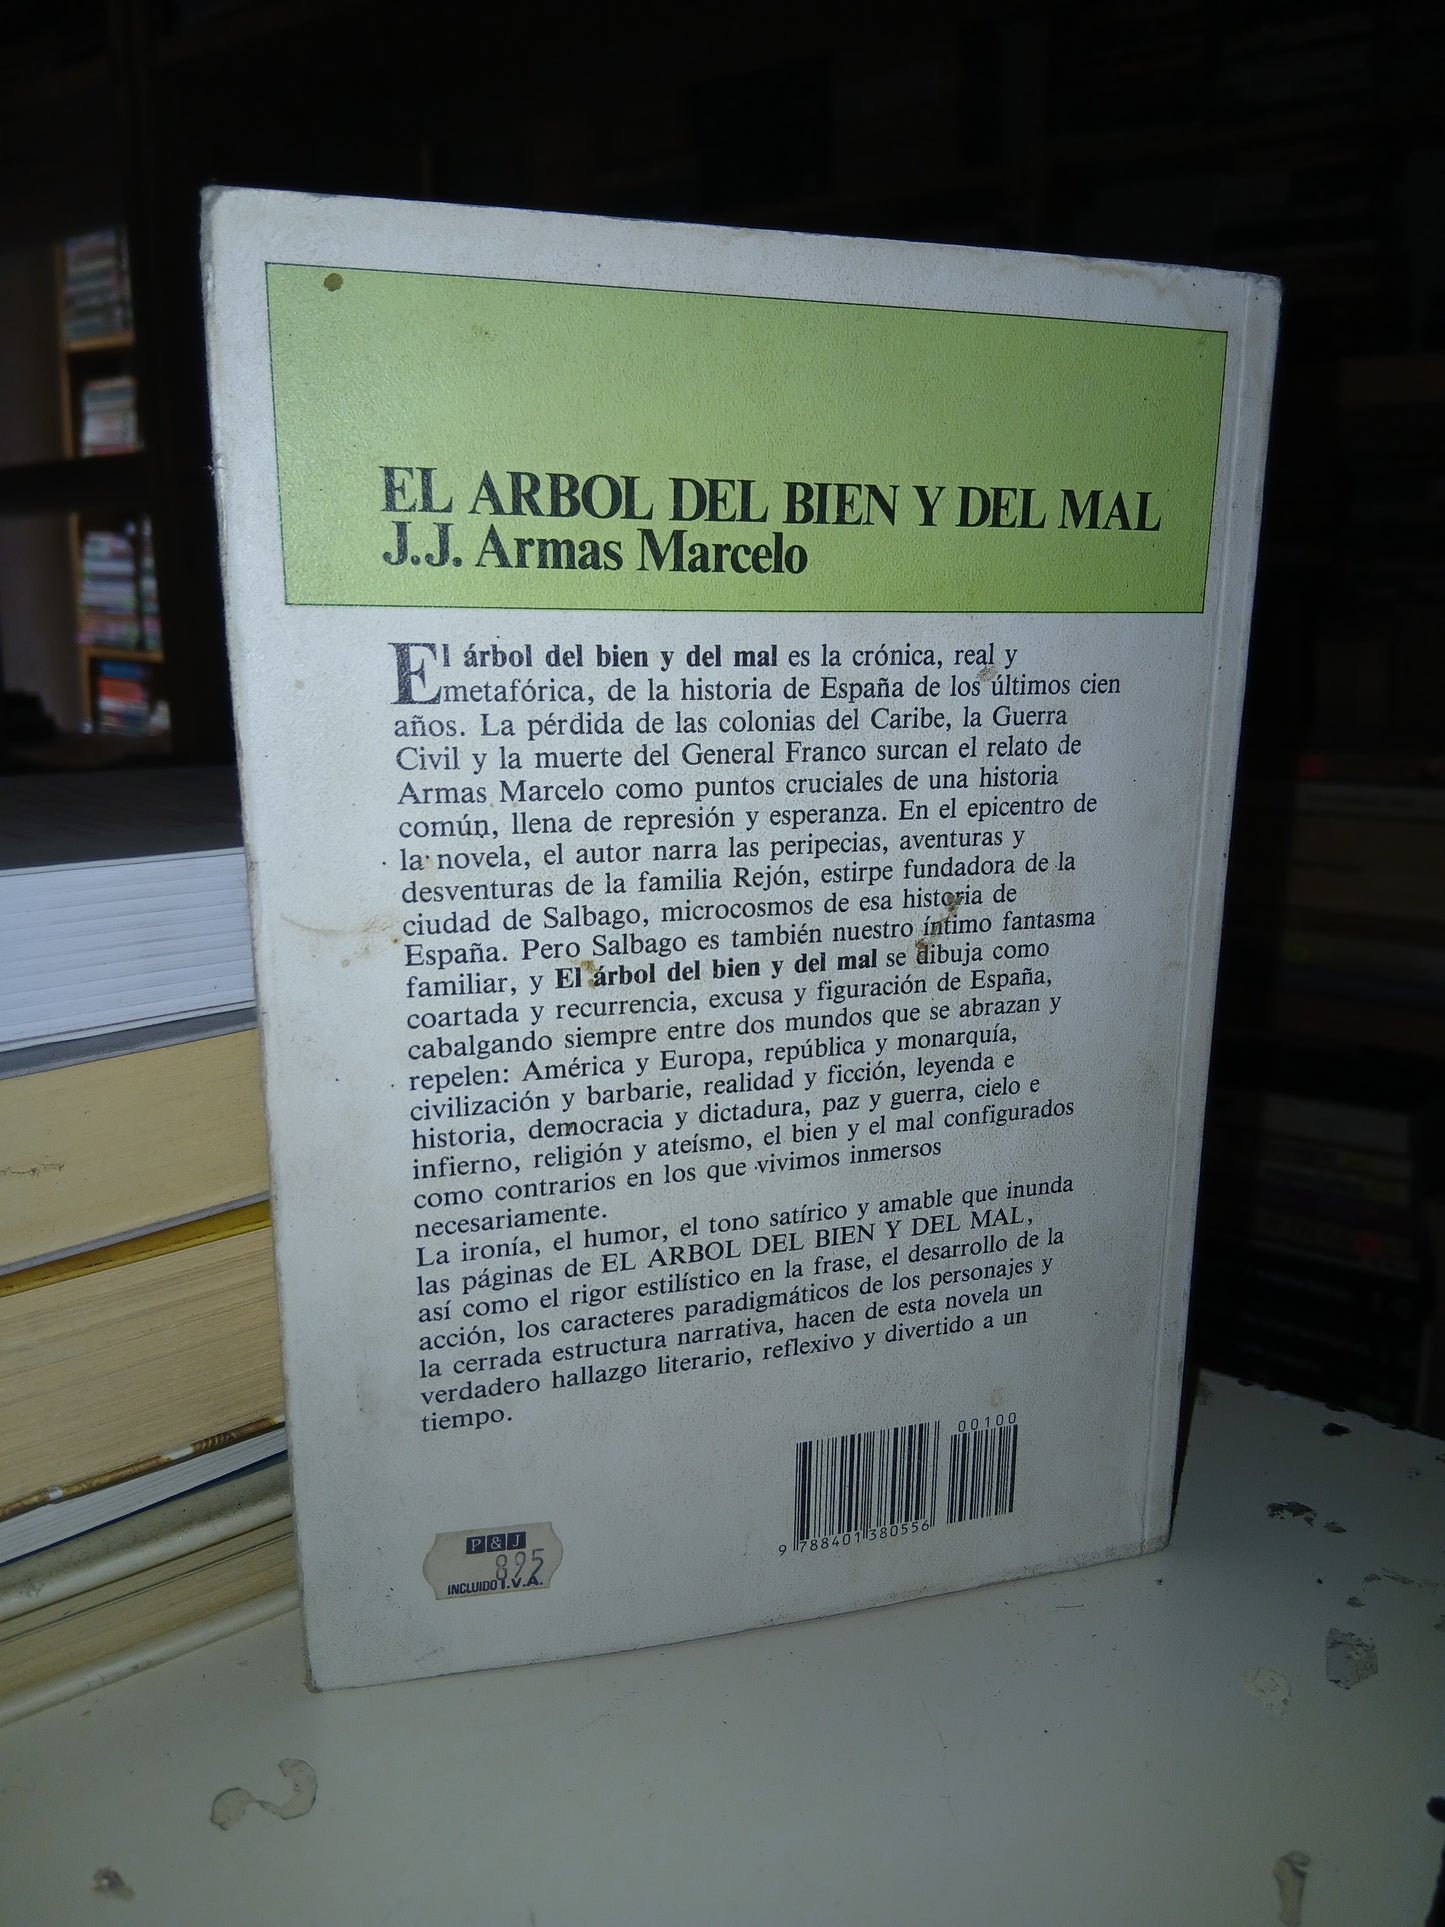 EL ARBOL DEL BIEN Y DEL MAL
J.J. Armas Marcelo
El árbol del bien y del mal es la crónica, real y
metafórica, de la historia de España de los últimos cien
años. La pérdida de las colonias del Caribe, la Guerra
Civil y la muerte del General Franco surcan el relato de
Armas Marcelo como puntos cruciales de una historia
común, llena de represión y esperanza. En el epicentro de
la novela, el autor narra las peripecias, aventuras y
desventuras de la familia Rejón, estirpe fundadora de la
ciudad de Salbago, microcosmos de esa historia de
España. Pero Salbago es también nuestro íntimo fantasma
familiar, y El árbol del bien y del mal se dibuja como
coartada y recurrencia, excusa y figuración de España,
cabalgando siempre entre dos mundos que se abrazan y
repelen: América y Europa, república y monarquía,
civilización y barbarie, realidad y ficción, leyenda e
historia, democracia y dictadura, paz y guerra, cielo e
infierno, religión y ateísmo, el bien y el mal configurados
como contrarios en los que vivimos inmersos
necesariamente.
La ironía, el humor, el tono satírico y amable que inunda
las páginas de EL ARBOL DEL BIEN Y DEL MAL,
así como el rigor estilístico en la frase, el desarrollo de la
acción, los caracteres paradigmáticos de los personajes y
la cerrada estructura narrativa, hacen de esta novela un
verdadero hallazgo literario, reflexivo y divertido a un
tiempo.
00100
9 788401 380556
P & J
895
INCLUIDO I.V.A.